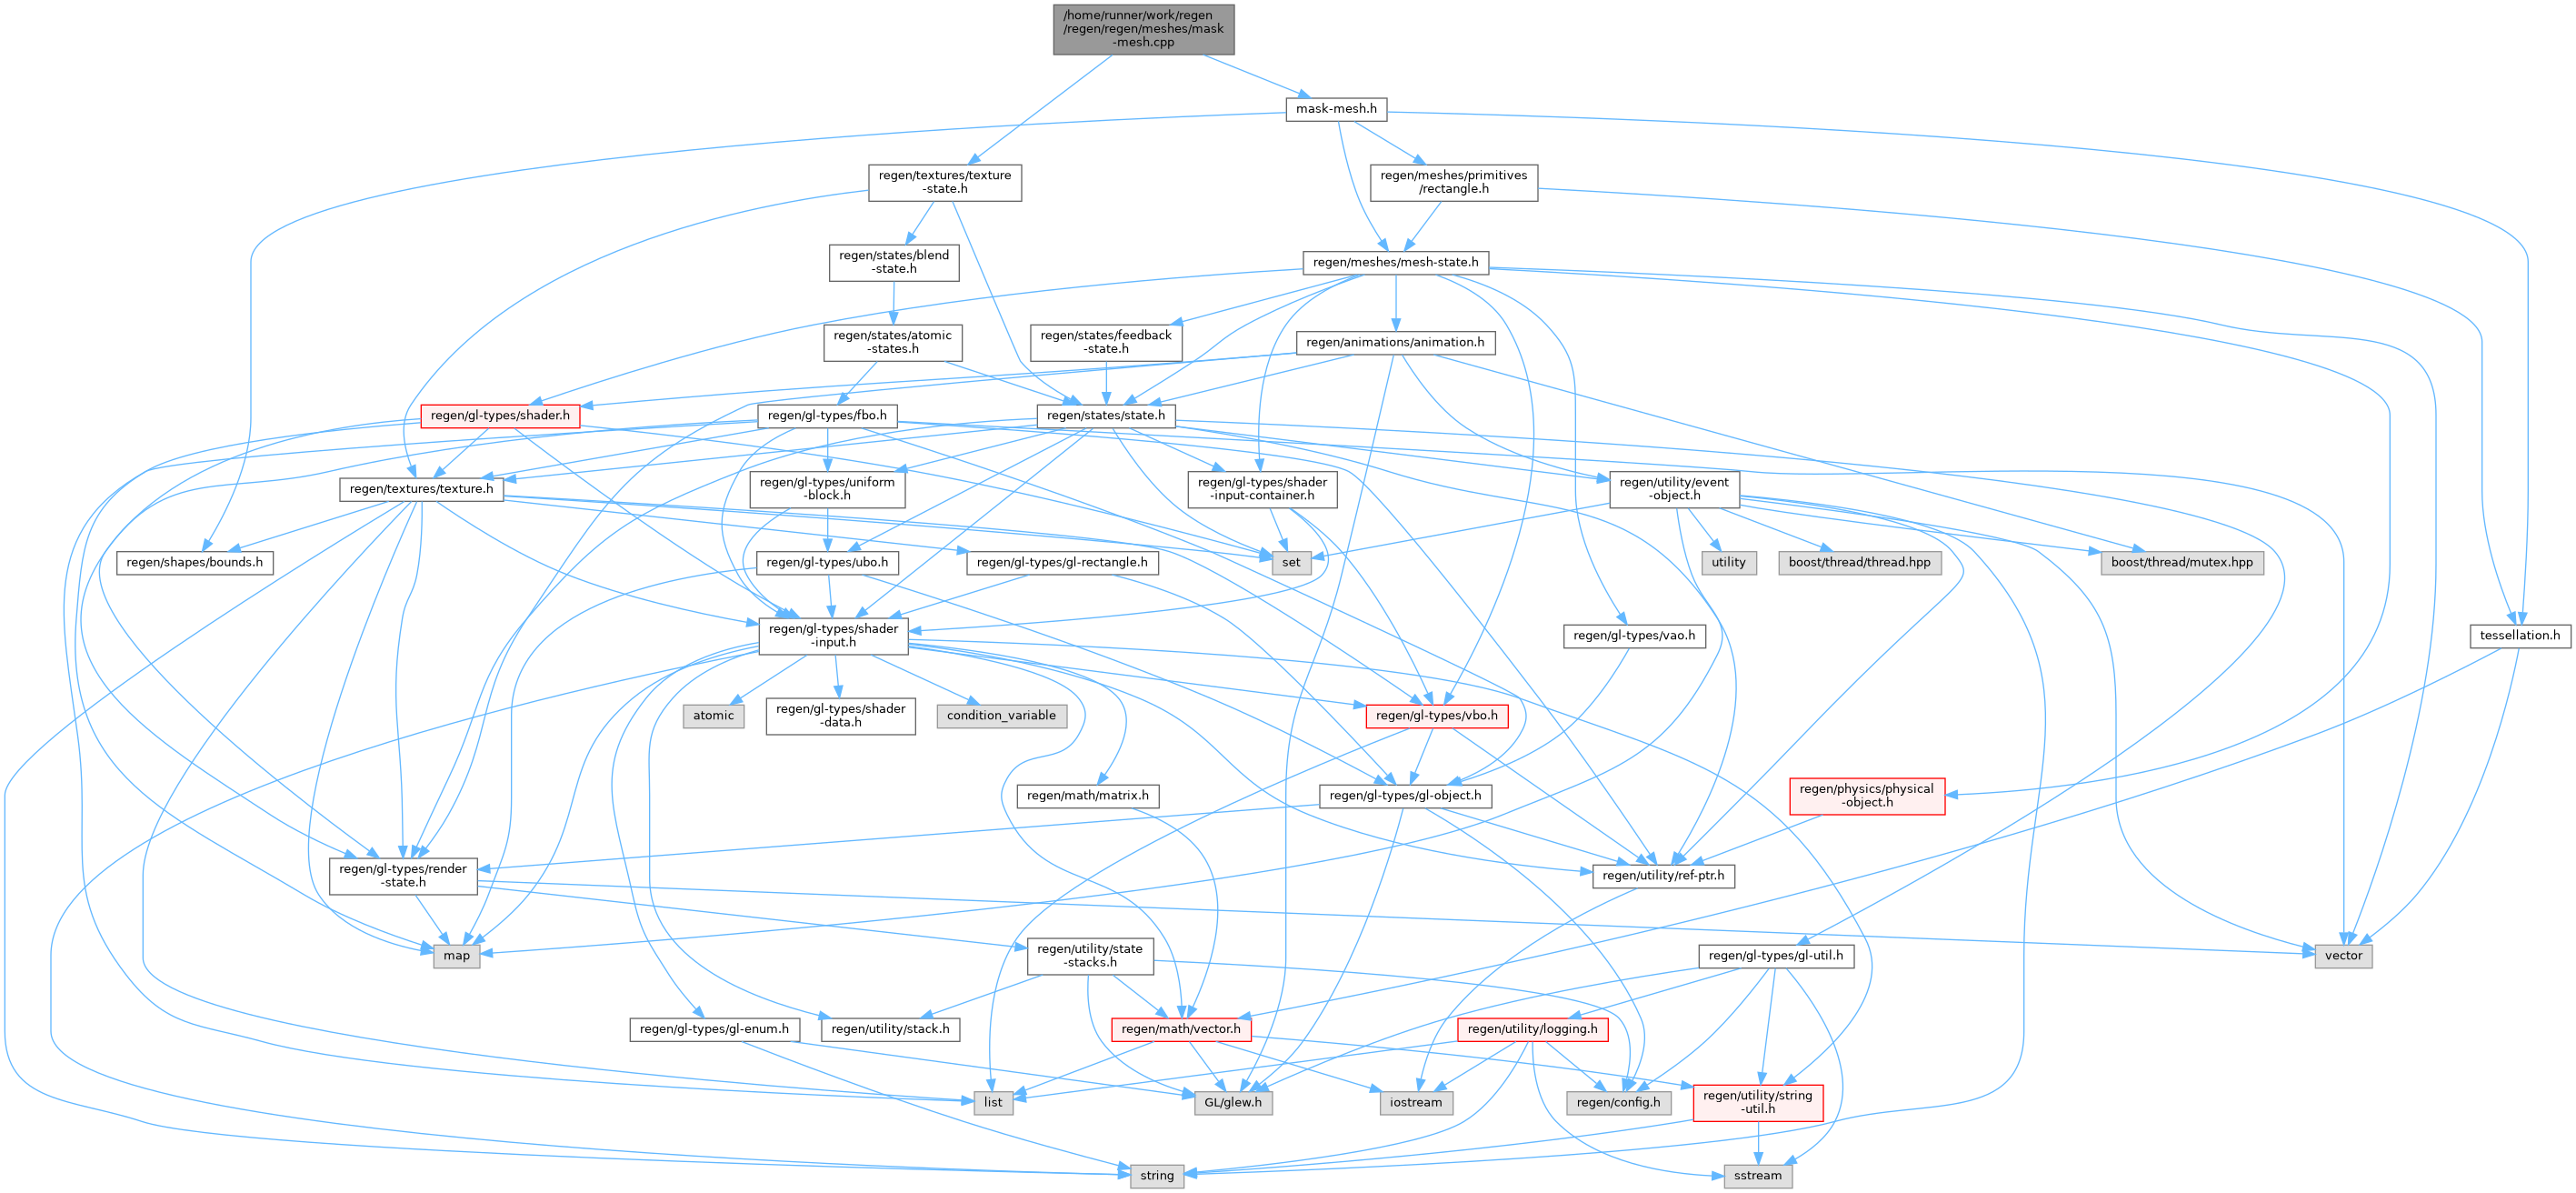 /home/runner/work/regen
/regen/regen/meshes/mask
-mesh.cpp
mask-mesh.h
regen/textures/texture
-state.h
regen/meshes/primitives
/rectangle.h
regen/states/blend
-state.h
regen/meshes/mesh-state.h
regen/states/atomic
-states.h
regen/states/feedback
-state.h
regen/animations/animation.h
regen/gl-types/shader.h
regen/gl-types/fbo.h
regen/states/state.h
regen/textures/texture.h
regen/gl-types/uniform
-block.h
regen/gl-types/shader
-input-container.h
regen/utility/event
-object.h
regen/shapes/bounds.h
regen/gl-types/ubo.h
regen/gl-types/gl-rectangle.h
set
utility
boost/thread/thread.hpp
boost/thread/mutex.hpp
regen/gl-types/shader
-input.h
regen/gl-types/vao.h
tessellation.h
atomic
regen/gl-types/shader
-data.h
condition_variable
regen/gl-types/vbo.h
regen/math/matrix.h
regen/gl-types/gl-object.h
regen/physics/physical
-object.h
regen/gl-types/render
-state.h
regen/utility/ref-ptr.h
map
regen/utility/state
-stacks.h
regen/gl-types/gl-util.h
vector
regen/gl-types/gl-enum.h
regen/utility/stack.h
regen/math/vector.h
regen/utility/logging.h
list
GL/glew.h
iostream
regen/config.h
regen/utility/string
-util.h
string
sstream